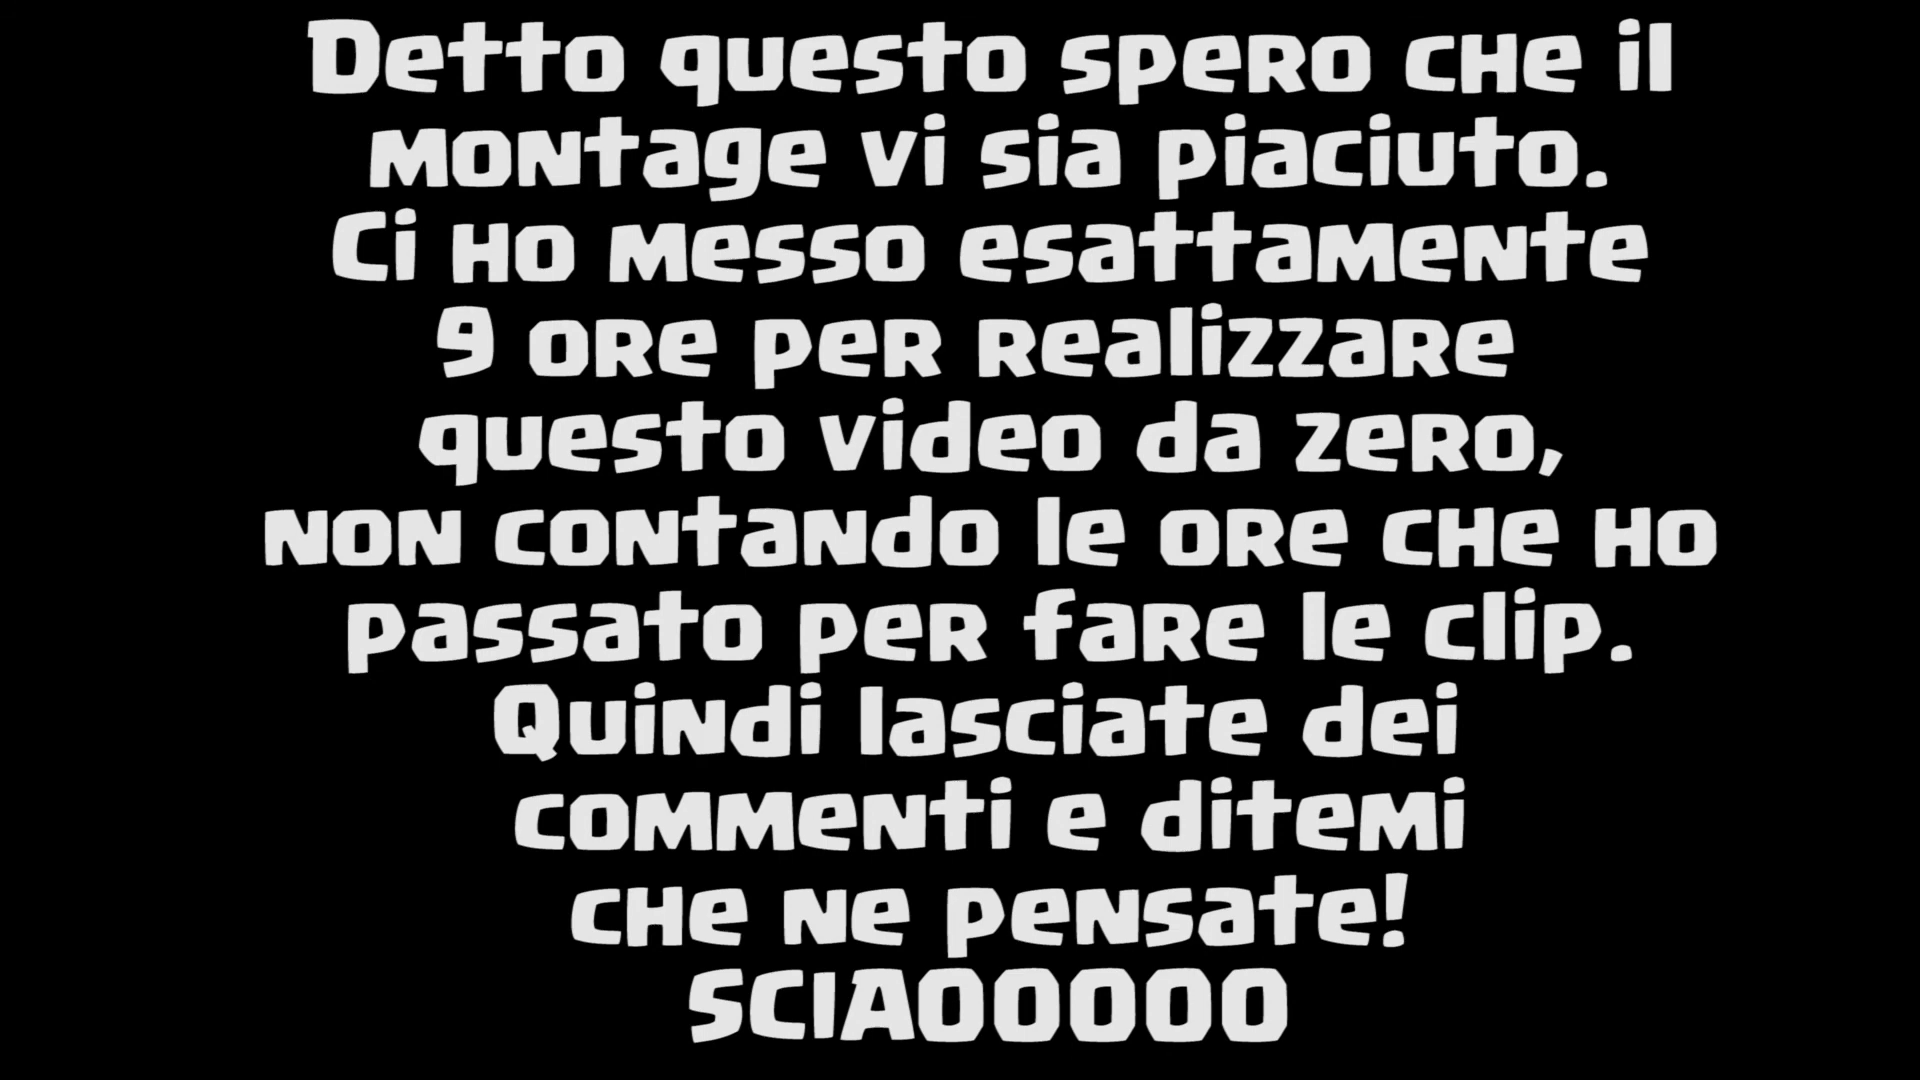 Detto questo spero che il
montage vi sia piaciuto.
Ci ho messo esattamente
9 ore per realizzare
questo video da zero,
non contando le ore che ho
passato per fare le clip.
Quindi lasciate dei
commenti e ditemi
che ne pensate!
SCIAOOOOO